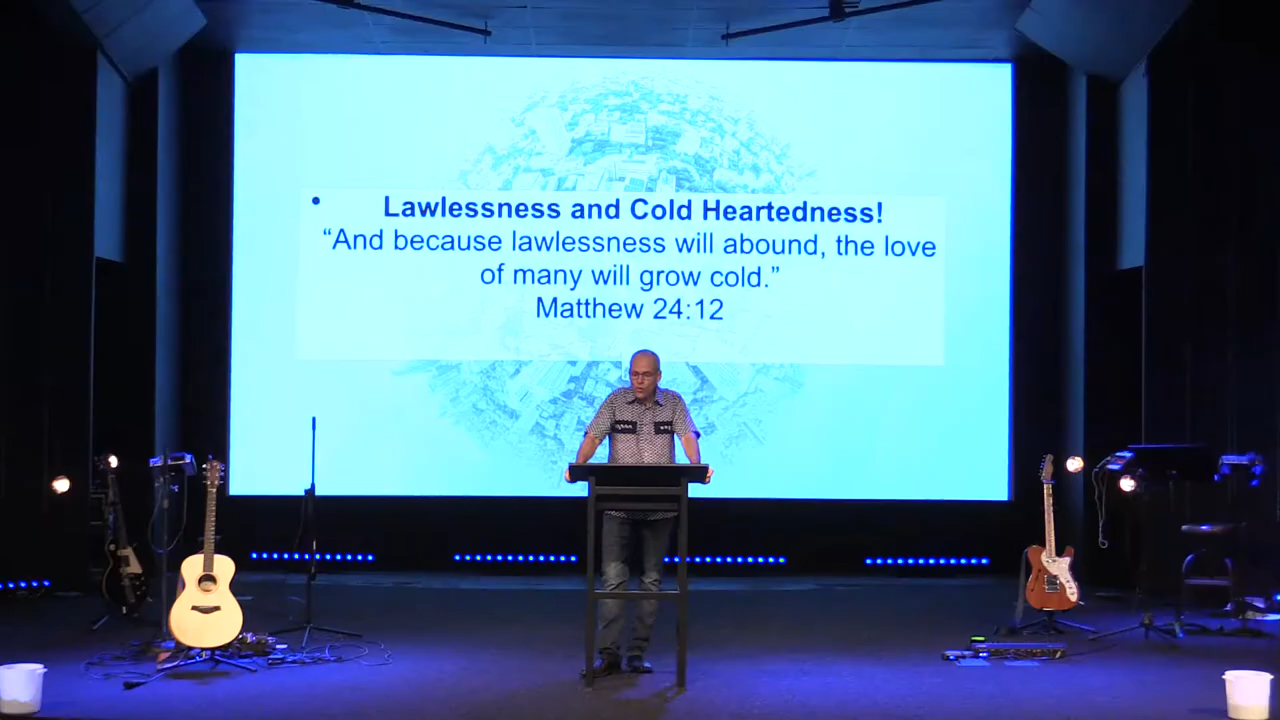 • Lawlessness and Cold Heartedness!
“And because lawlessness will abound, the love
of many will grow cold.”
Matthew 24:12